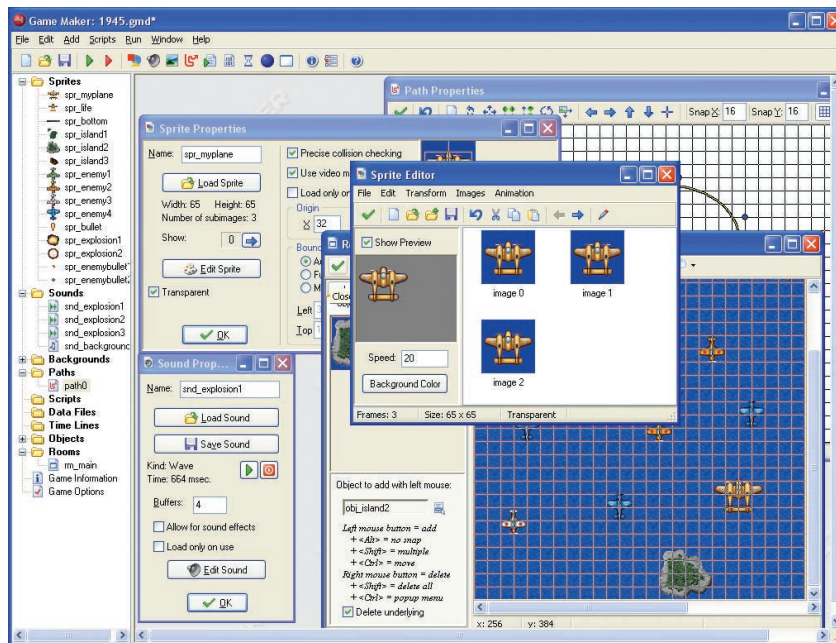 Game Maker: 1945.gmd*
File Edit Add Scripts Run Window Help
Sprites
spr_myplane
spr_life
spr_bottom
spr_island1
spr_island2
spr_island3
spr_enemy1
spr_enemy2
spr_enemy3
spr_enemy4
spr_bullet
spr_explosion1
spr_explosion2
spr_enemybullet
spr_enemybullet
Sounds
snd_explosion1
snd_explosion2
snd_explosion3
snd_background
Backgrounds
Paths
path0
Scripts
Data Files
Time Lines
Objects
Rooms
rm_main
Game Information
Game Options
Path Properties
Snap X: 16 Snap Y: 16
Sprite Properties
Name: spr_myplane
Load Sprite
Width: 65 Height: 65
Number of subimages: 3
Show: 0
Edit Sprite
Transparent
OK
Precise collision checking
Use video m
Load only on
Origin
X 32
Boun
Au
Fu
M
Left
Top
Close
Sprite Editor
File Edit Transform Images Animation
Show Preview
Speed: 20
Background Color
image 0
image 1
image 2
Frames: 3 Size: 65 x 65 Transparent
Sound Prop...
Name: snd_explosion1
Load Sound
Save Sound
Kind: Wave
Time: 664 msec.
Buffers: 4
Allow for sound effects
Load only on use
Edit Sound
OK
Object to add with left mouse:
obj_island2
Left mouse button = add
+ <Alt> = no snap
+ <Shift> = multiple
+ <Ctrl> = move
Right mouse button = delete
+ <Shift> = delete all
+ <Ctrl> = popup menu
Delete underlying
x: 256 y: 384